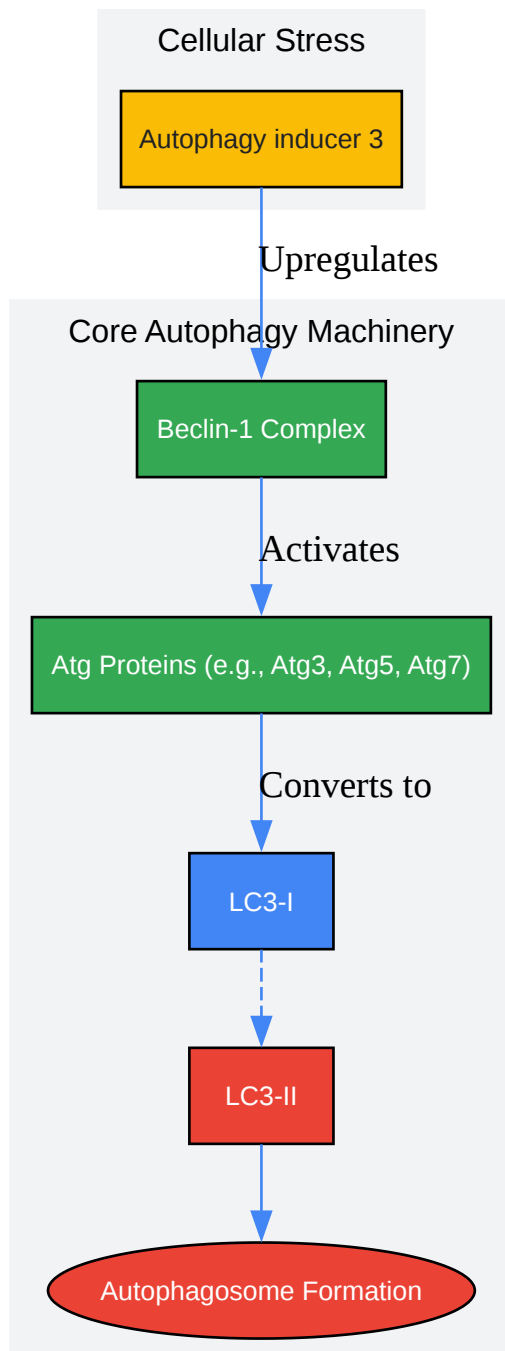 Cellular Stress
Autophagy inducer 3
Upregulates
Core Autophagy Machinery
Beclin-1 Complex
Activates
Atg Proteins (e.g., Atg3, Atg5, Atg7)
Converts to
LC3-I
LC3-II
Autophagosome Formation